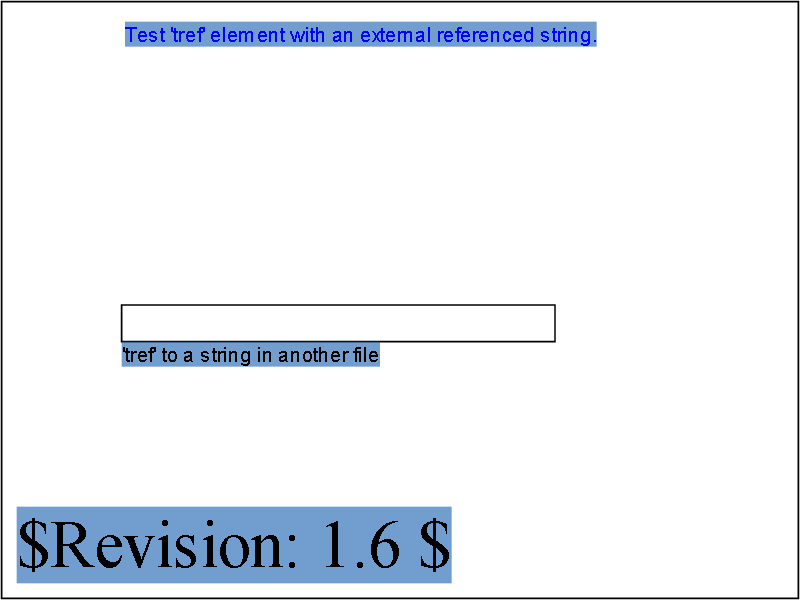 Test 'tref' element with an external referenced string.
'tref' to a string in another file
$Revision: 1.6 $